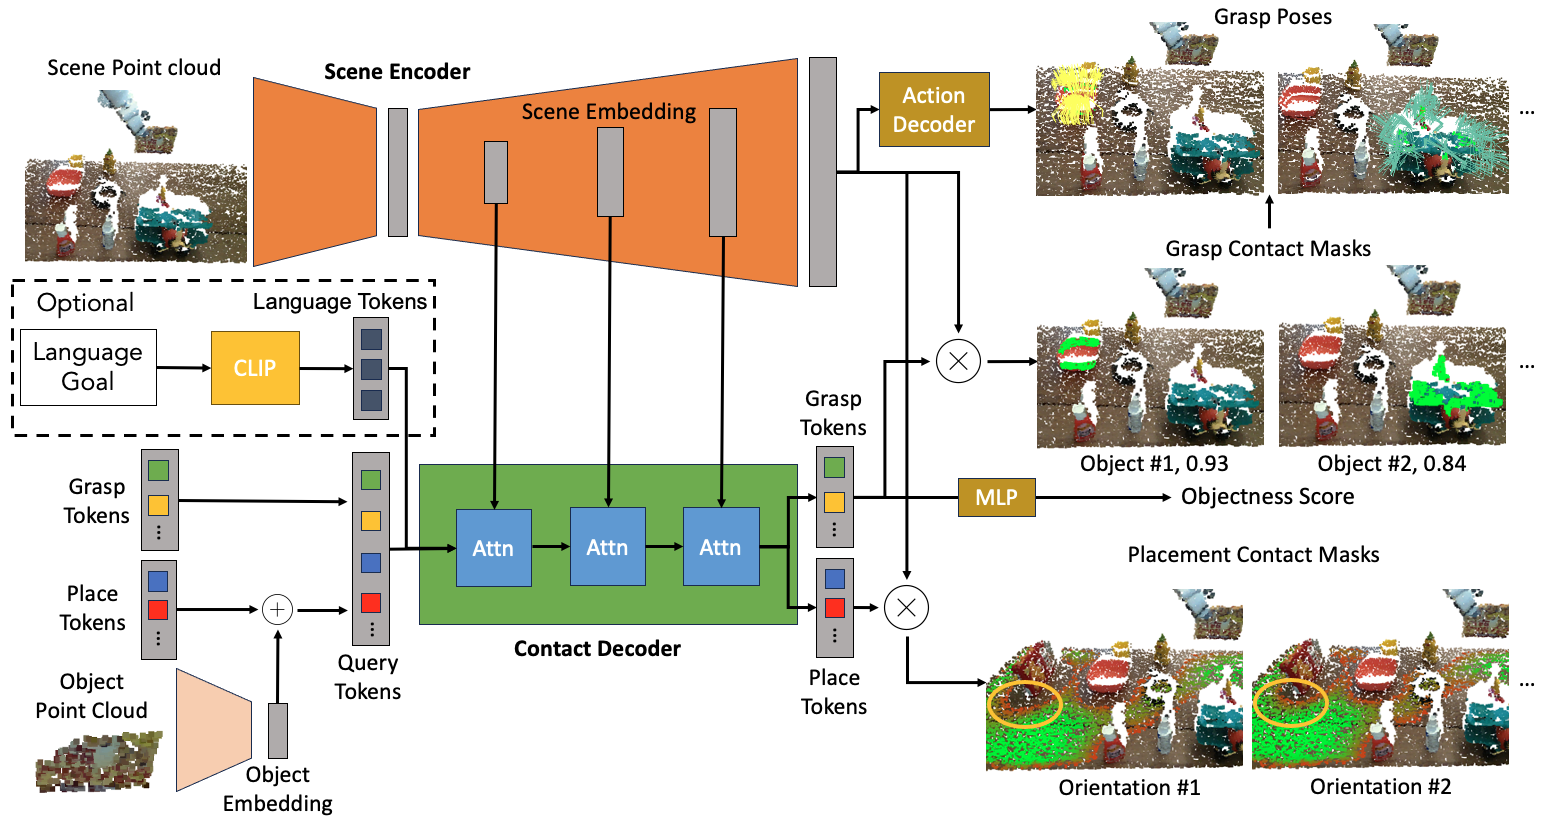 Grasp Poses
Scene Point cloud
Scene Encoder
Scene Embedding
Action
Decoder
...
Grasp Contact Masks
Optional
Language Tokens
Language
Goal
CLIP
...
Grasp
Tokens
Object #1, 0.93
Object #2, 0.84
Grasp
Tokens
Attn
Attn
Attn
MLP
Objectness Score
Place
Tokens
Placement Contact Masks
Contact Decoder
Query
Tokens
Place
Tokens
Object
Point Cloud
...
Object
Embedding
Orientation #1
Orientation #2